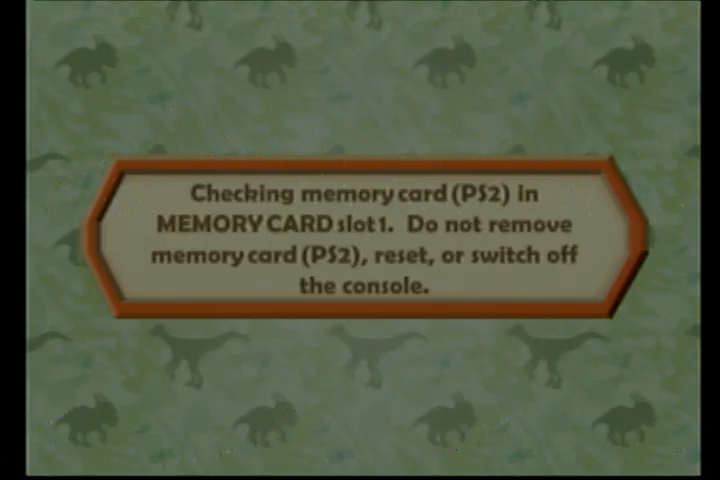 Checking memory card (PS2) in
MEMORY CARD slot 1. Do not remove
memory card (PS2), reset, or switch off
the console.